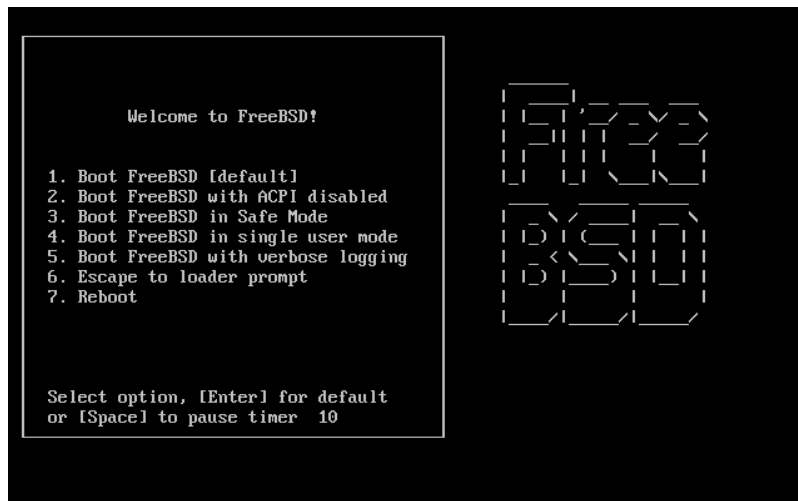 Welcome to FreeBSD!
1. Boot FreeBSD [default]
2. Boot FreeBSD with ACPI disabled
3. Boot FreeBSD in Safe Mode
4. Boot FreeBSD in single user mode
5. Boot FreeBSD with verbose logging
6. Escape to loader prompt
7. Reboot
Select option, [Enter] for default
or [Space] to pause timer  10
Free
BSD